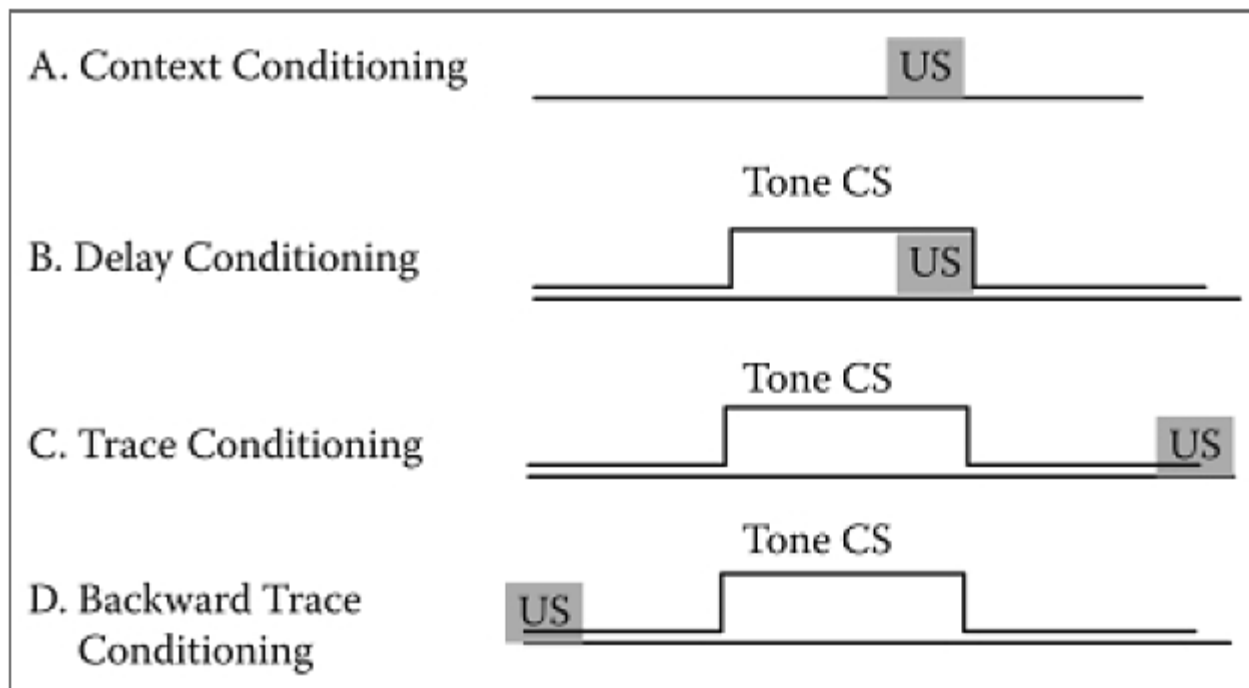 A. Context Conditioning
US
Tone CS
B. Delay Conditioning
US
Tone CS
C. Trace Conditioning
US
Tone CS
D. Backward Trace
Conditioning
US